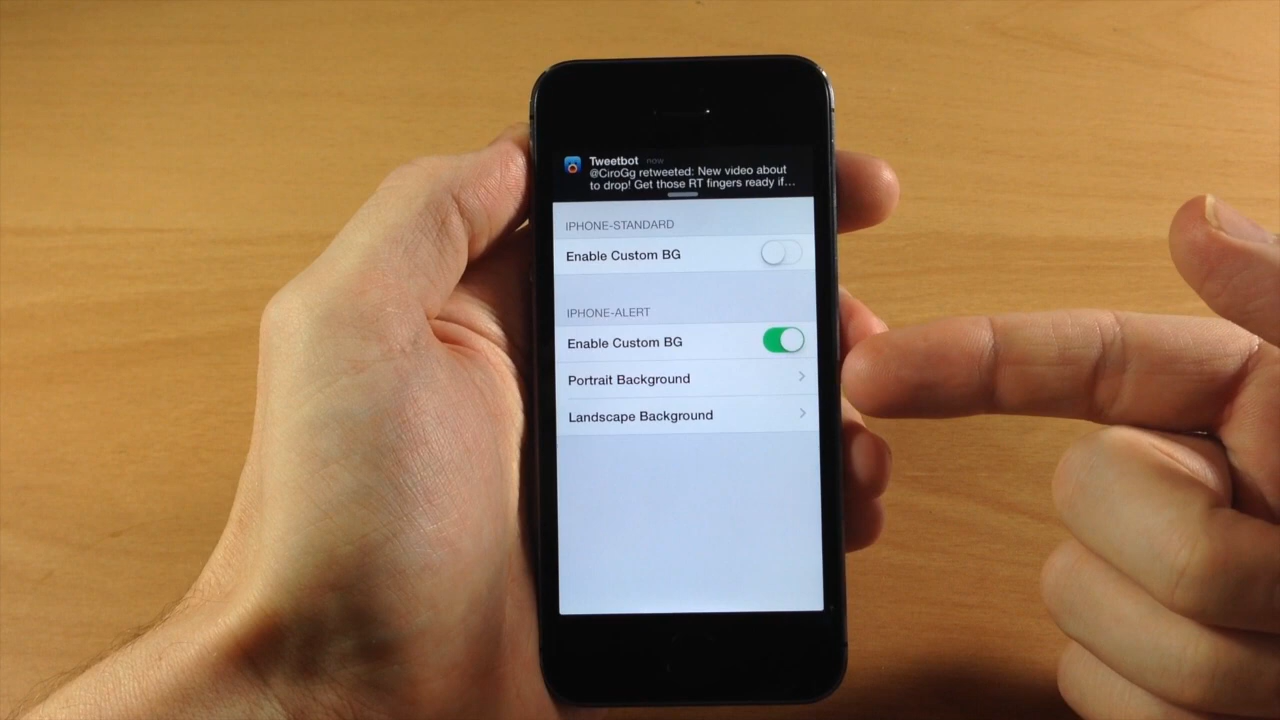 Tweetbot now
@CiroGg retweeted: New video about
to drop! Get those RT fingers ready if...
IPHONE-STANDARD
Enable Custom BG
IPHONE-ALERT
Enable Custom BG
Portrait Background
Landscape Background